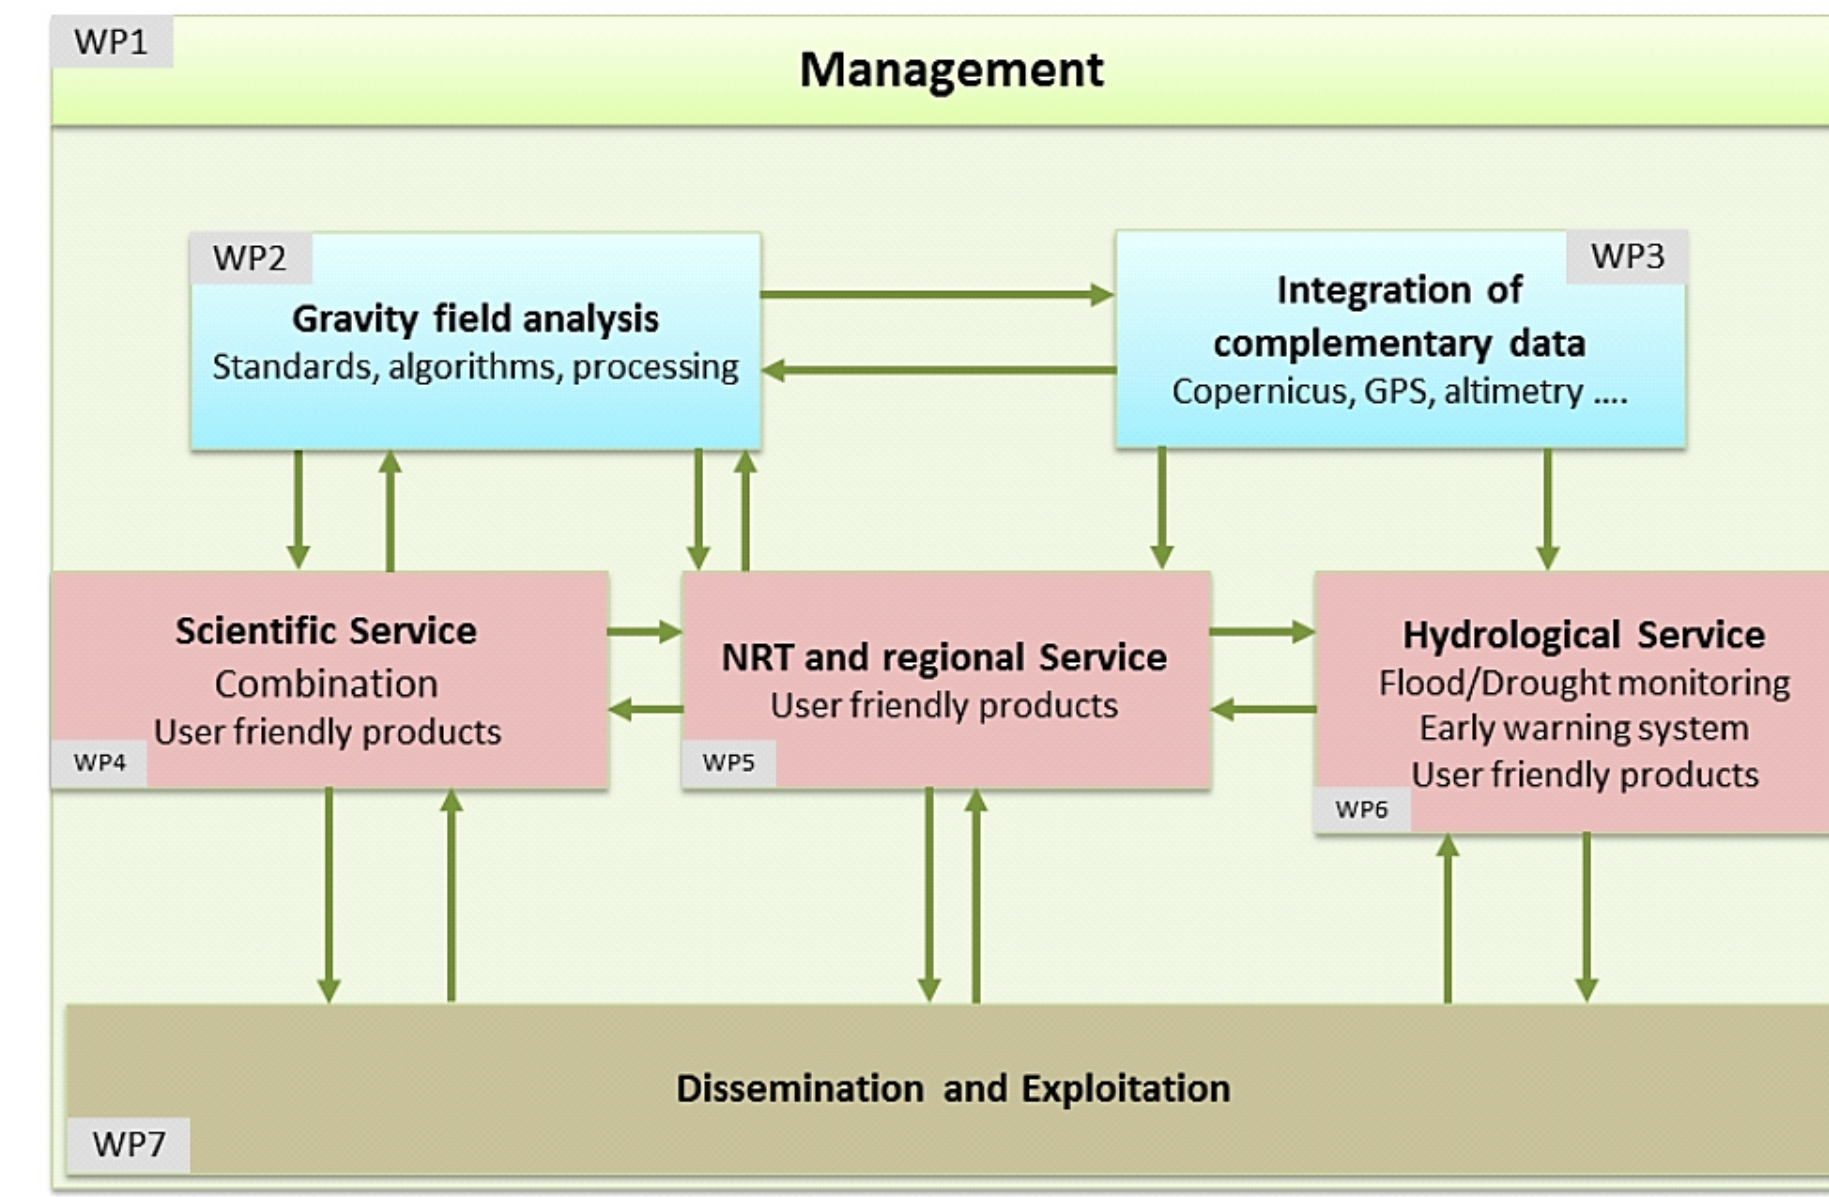 WP1
Management
WP2
Gravity field analysis
Standards, algorithms, processing
WP3
Integration of
complementary data
Copernicus, GPS, altimetry ....
Scientific Service
Combination
User friendly products
WP4
NRT and regional Service
User friendly products
WP5
Hydrological Service
Flood/Drought monitoring
Early warning system
User friendly products
WP6
Dissemination and Exploitation
WP7